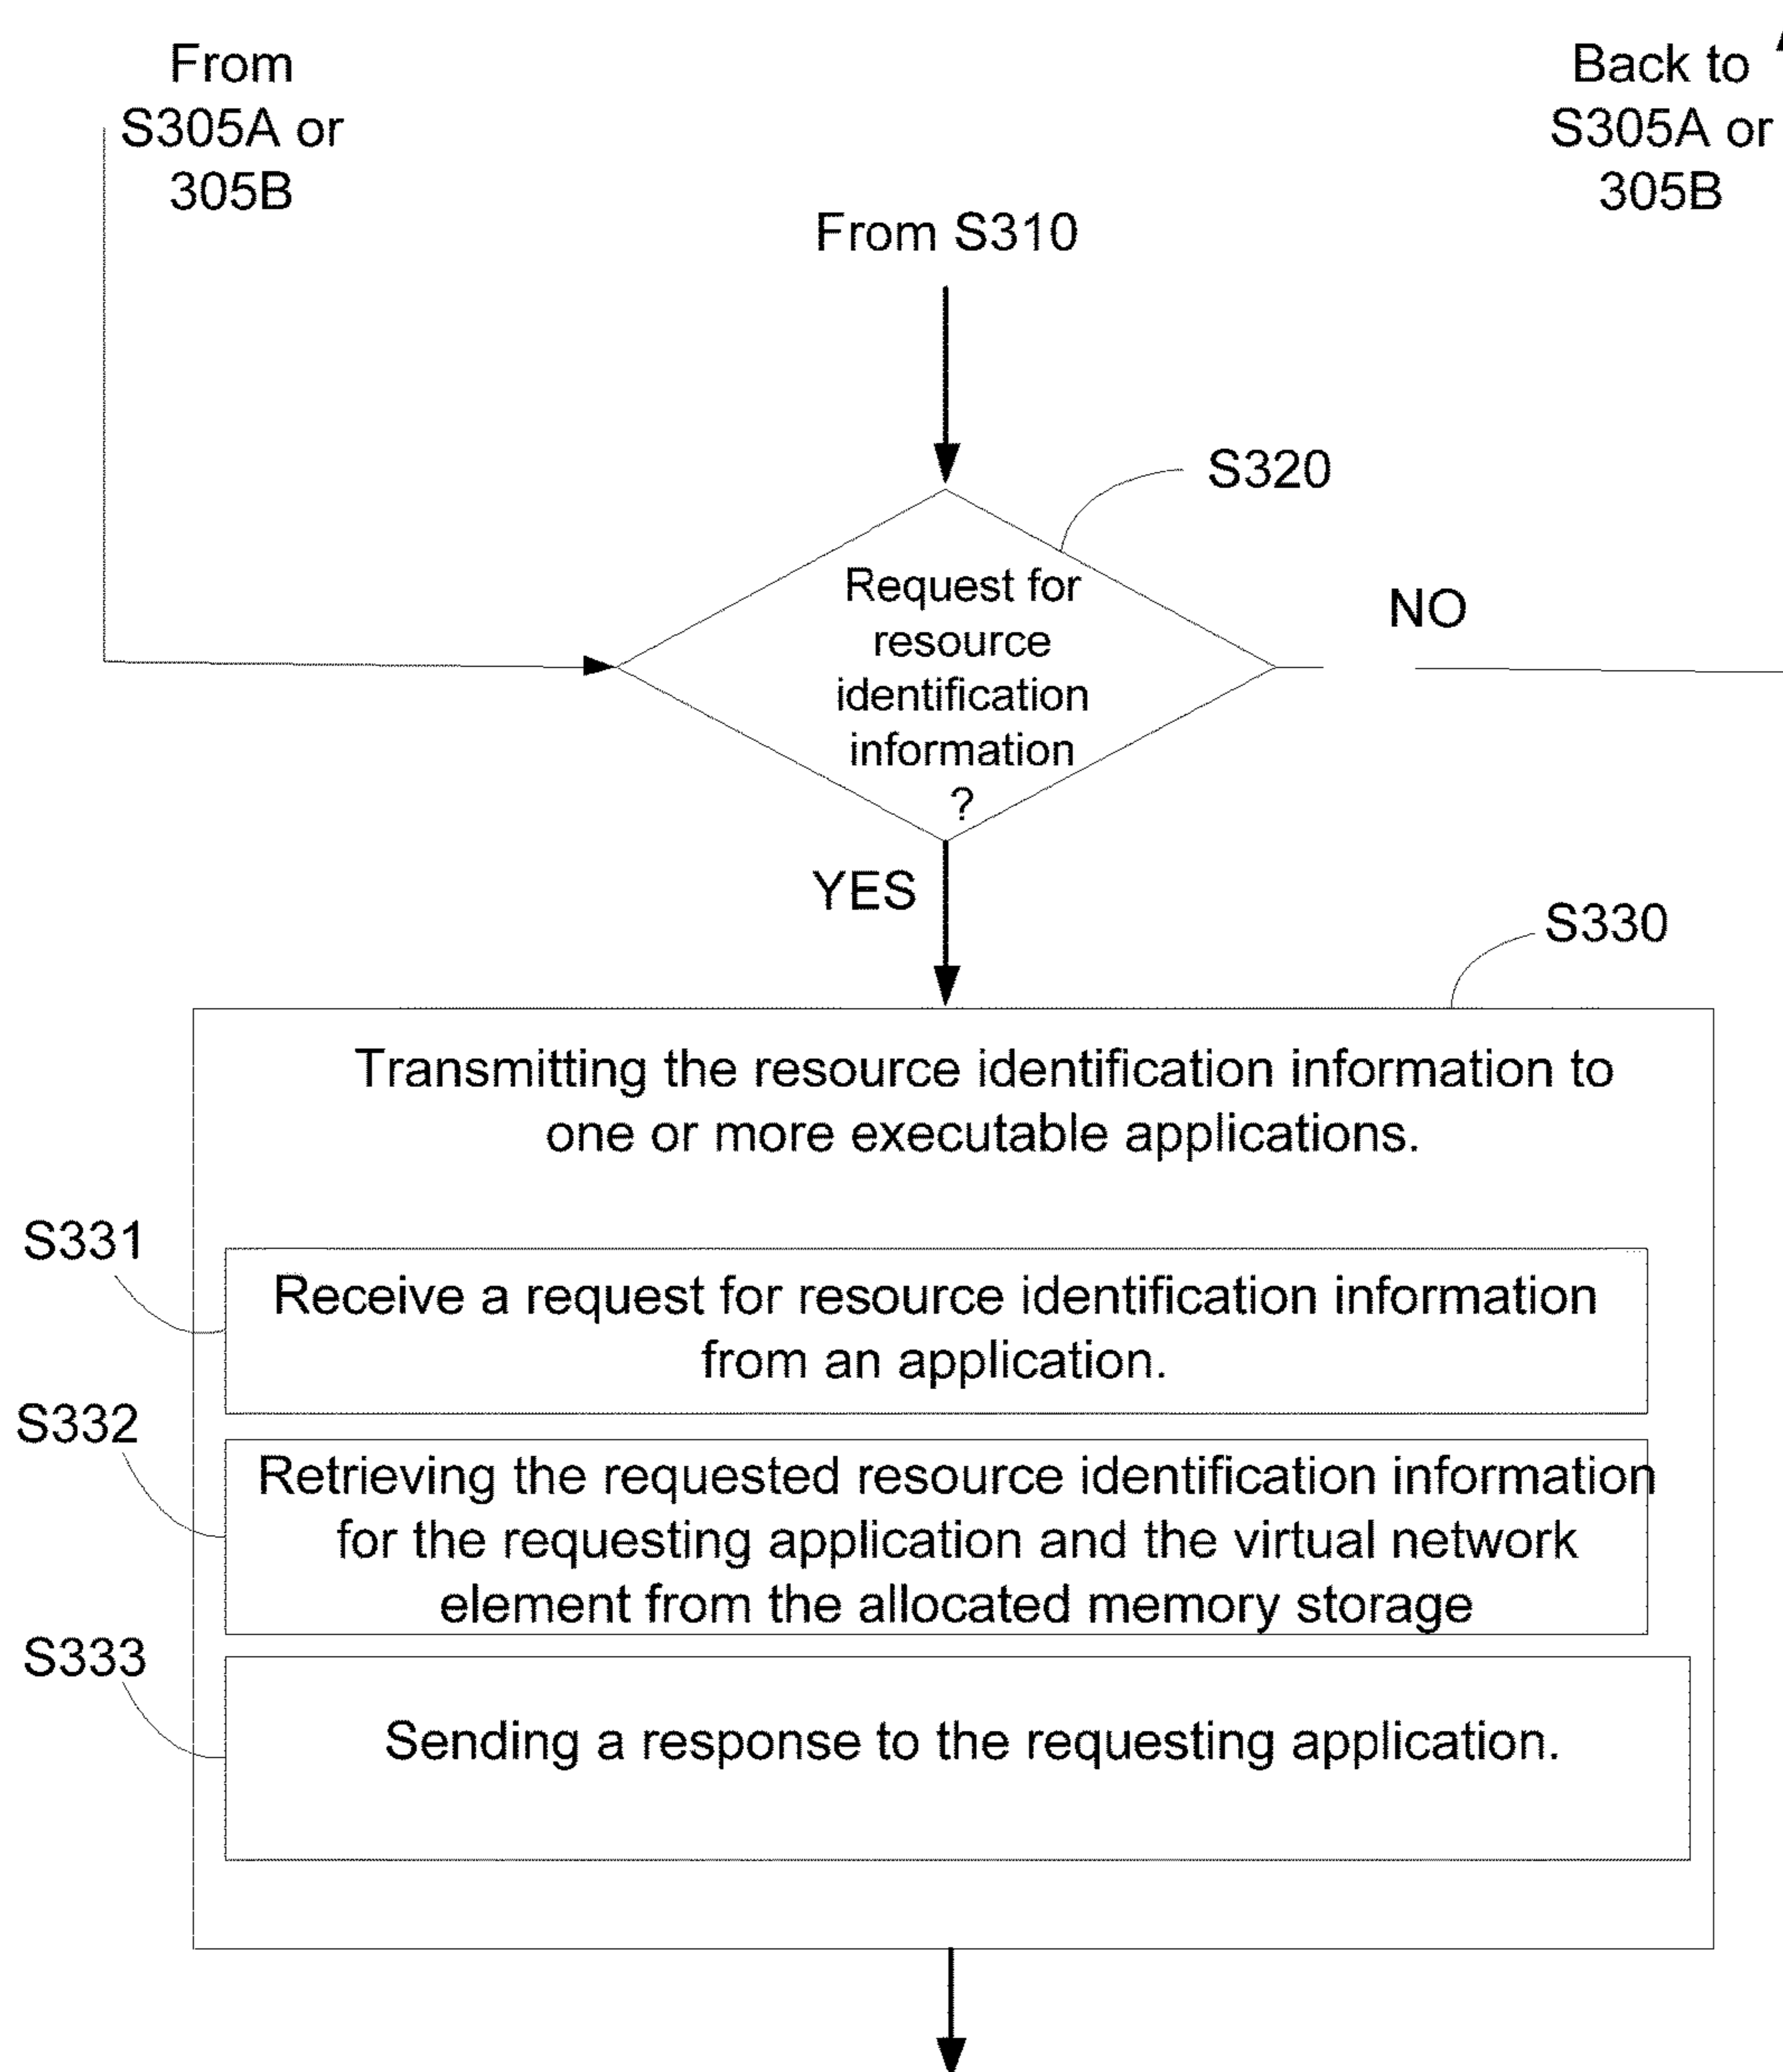 From
S305A or
305B
Back to
S305A or
305B
From S310
S320
Request for
resource
identification
information
?
NO
YES
S330
Transmitting the resource identification information to
one or more executable applications.
S331
Receive a request for resource identification information
from an application.
S332
Retrieving the requested resource identification information
for the requesting application and the virtual network
element from the allocated memory storage
S333
Sending a response to the requesting application.